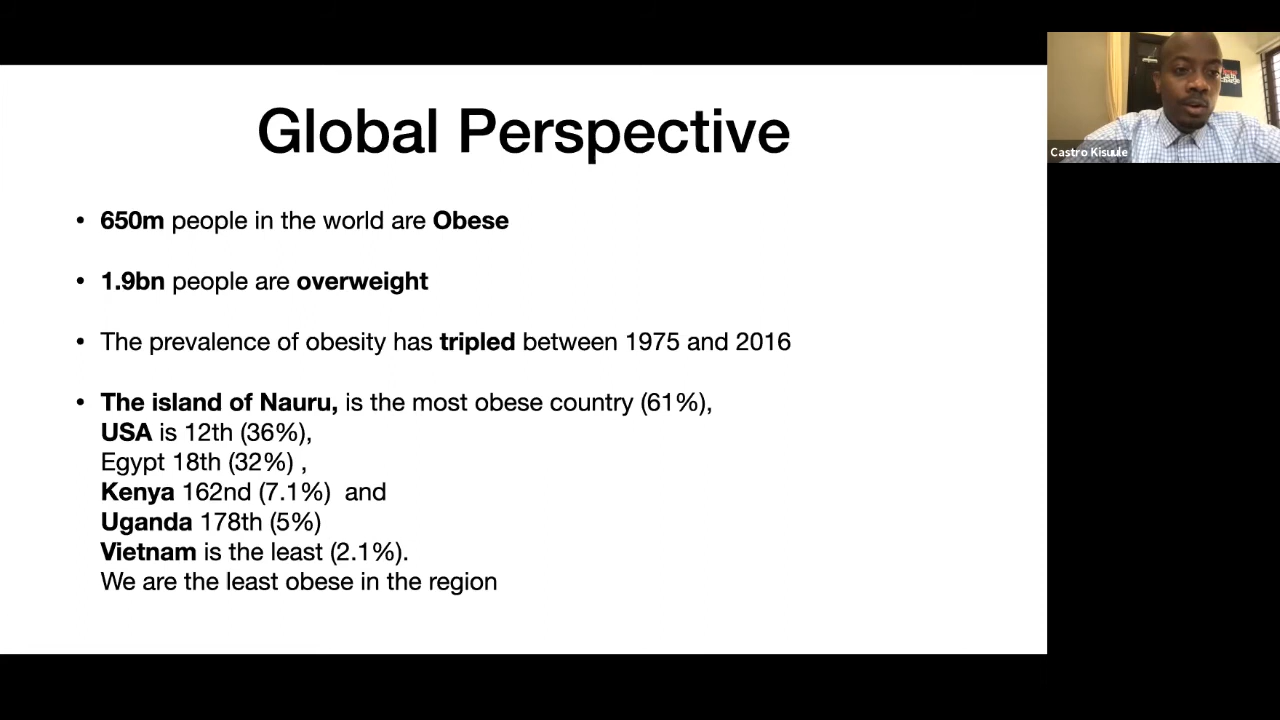 Global Perspective
• 650m people in the world are Obese
• 1.9bn people are overweight
• The prevalence of obesity has tripled between 1975 and 2016
• The island of Nauru, is the most obese country (61%),
USA is 12th (36%),
Egypt 18th (32%) ,
Kenya 162nd (7.1%) and
Uganda 178th (5%)
Vietnam is the least (2.1%).
We are the least obese in the region
Castro Kisuule